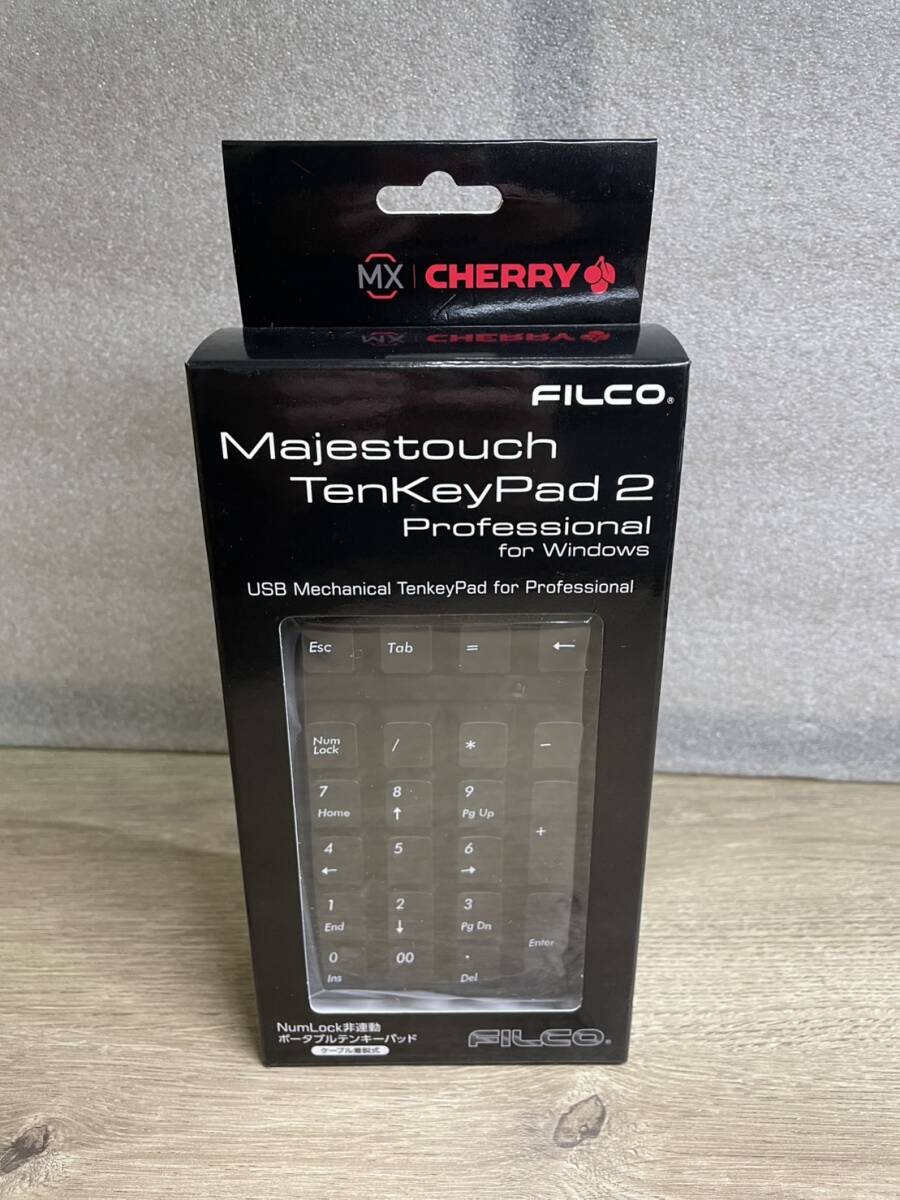 MX | CHERRY
FILCO®
Majestouch
TenKeyPad 2
Professional
for Windows
USB Mechanical TenkeyPad for Professional
Esc Tab = ←
Num Lock / * -
7 Home 8 ↑ 9 Pg Up +
4 ← 5 6 →
1 End 2 ↓ 3 Pg Dn Enter
0 Ins 00 . Del
NumLock非連動
ポータブルテンキーパッド
ケーブル着脱式
FILCO®